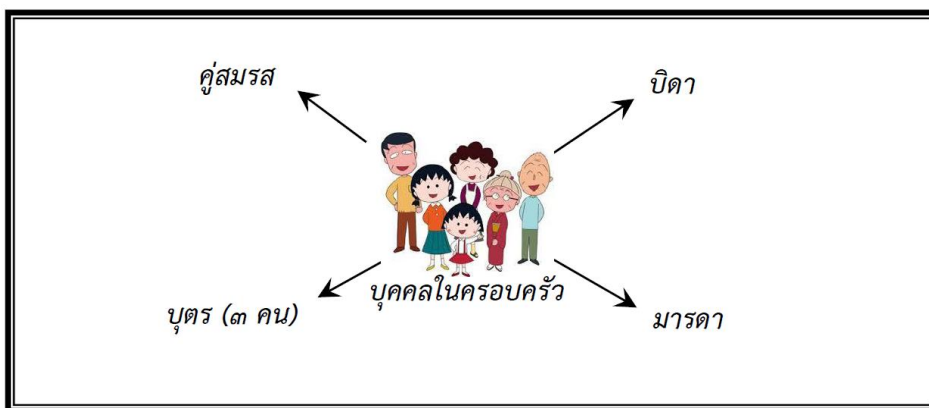 คู่สมรส
บิดา
บุคคลในครอบครัว
บุตร (๓ คน)
มารดา